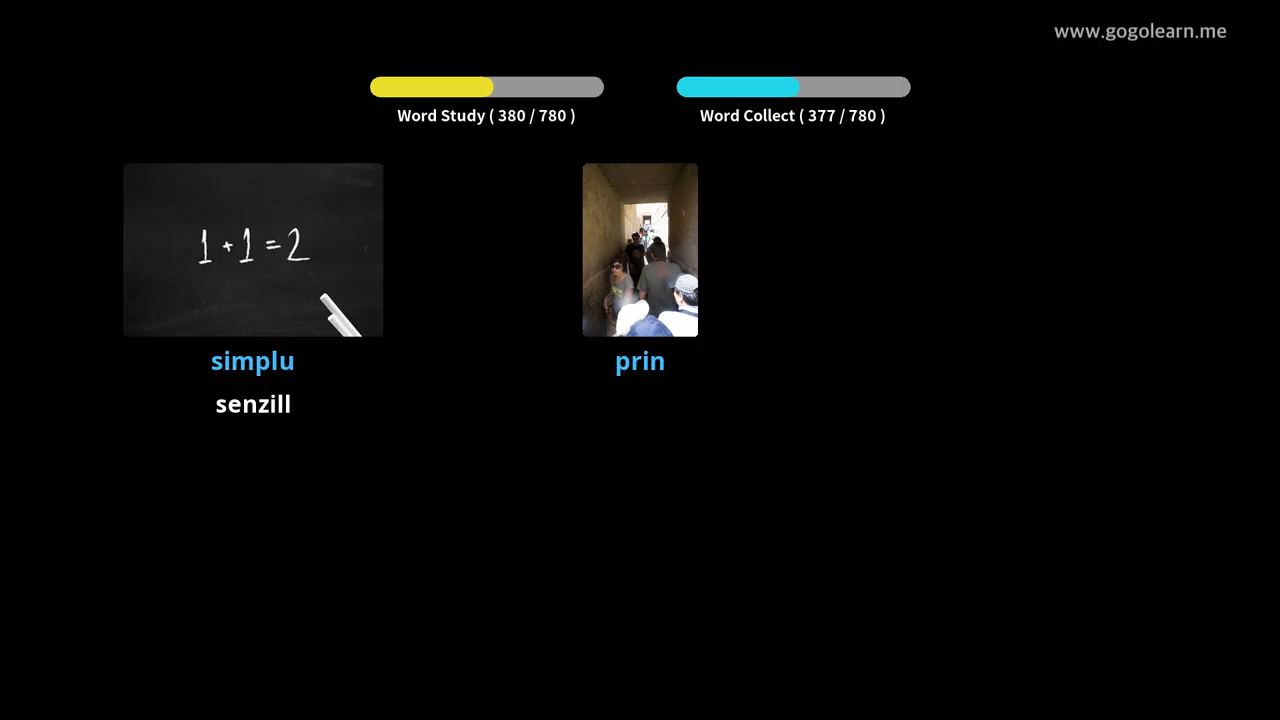 www.gogolearn.me
Word Study ( 380 / 780 )
Word Collect ( 377 / 780 )
1 + 1 = 2
simplu
prin
senzill